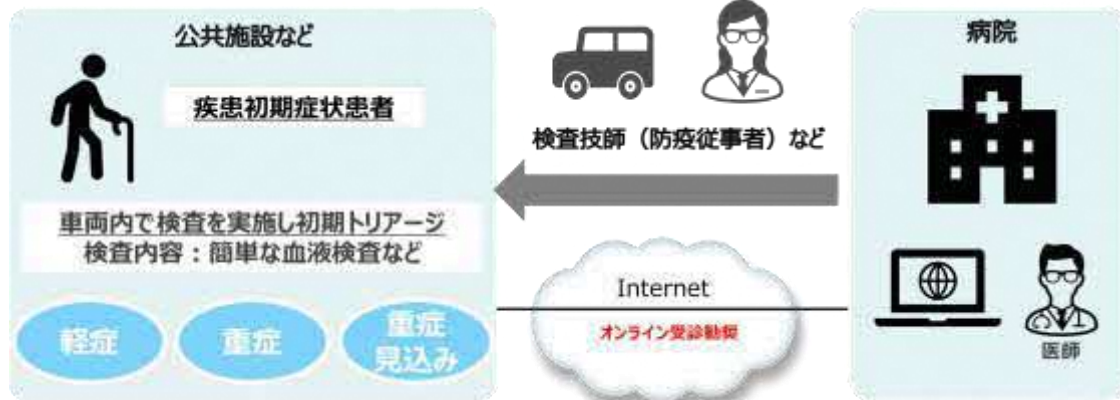 公共施設など
疾患初期症状患者
車両内で検査を実施し初期トリアージ
検査内容：簡単な血液検査など
軽症
重症
重症
見込み
検査技師（防疫従事者）など
Internet
オンライン受診勧奨
病院
医師